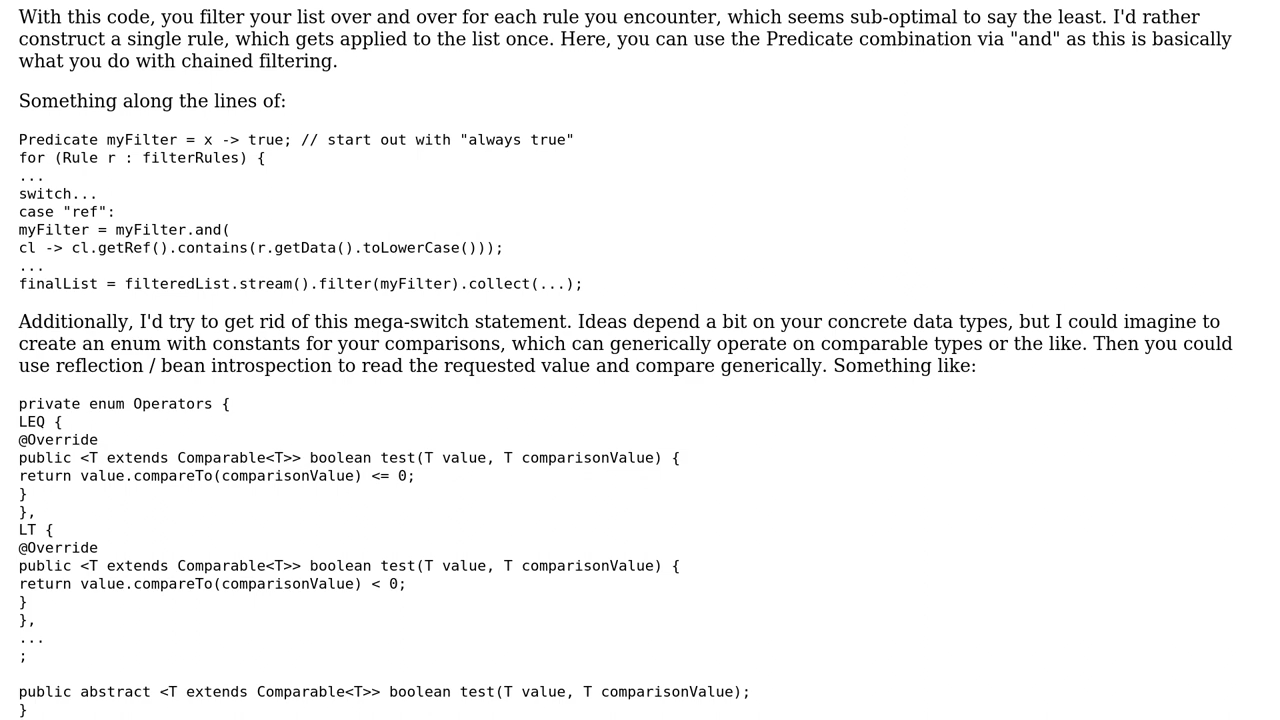 With this code, you filter your list over and over for each rule you encounter, which seems sub-optimal to say the least. I'd rather
construct a single rule, which gets applied to the list once. Here, you can use the Predicate combination via "and" as this is basically
what you do with chained filtering.
Something along the lines of:
Predicate myFilter = x -> true; // start out with "always true"
for (Rule r : filterRules) {
...
switch...
case "ref":
myFilter = myFilter.and(
cl -> cl.getRef().contains(r.getData().toLowerCase()));
...
finalList = filteredList.stream().filter(myFilter).collect(...);
Additionally, I'd try to get rid of this mega-switch statement. Ideas depend a bit on your concrete data types, but I could imagine to
create an enum with constants for your comparisons, which can generically operate on comparable types or the like. Then you could
use reflection / bean introspection to read the requested value and compare generically. Something like:
private enum Operators {
LEQ {
@Override
public <T extends Comparable<T>> boolean test(T value, T comparisonValue) {
return value.compareTo(comparisonValue) <= 0;
}
},
LT {
@Override
public <T extends Comparable<T>> boolean test(T value, T comparisonValue) {
return value.compareTo(comparisonValue) < 0;
}
},
...
;
public abstract <T extends Comparable<T>> boolean test(T value, T comparisonValue);
}